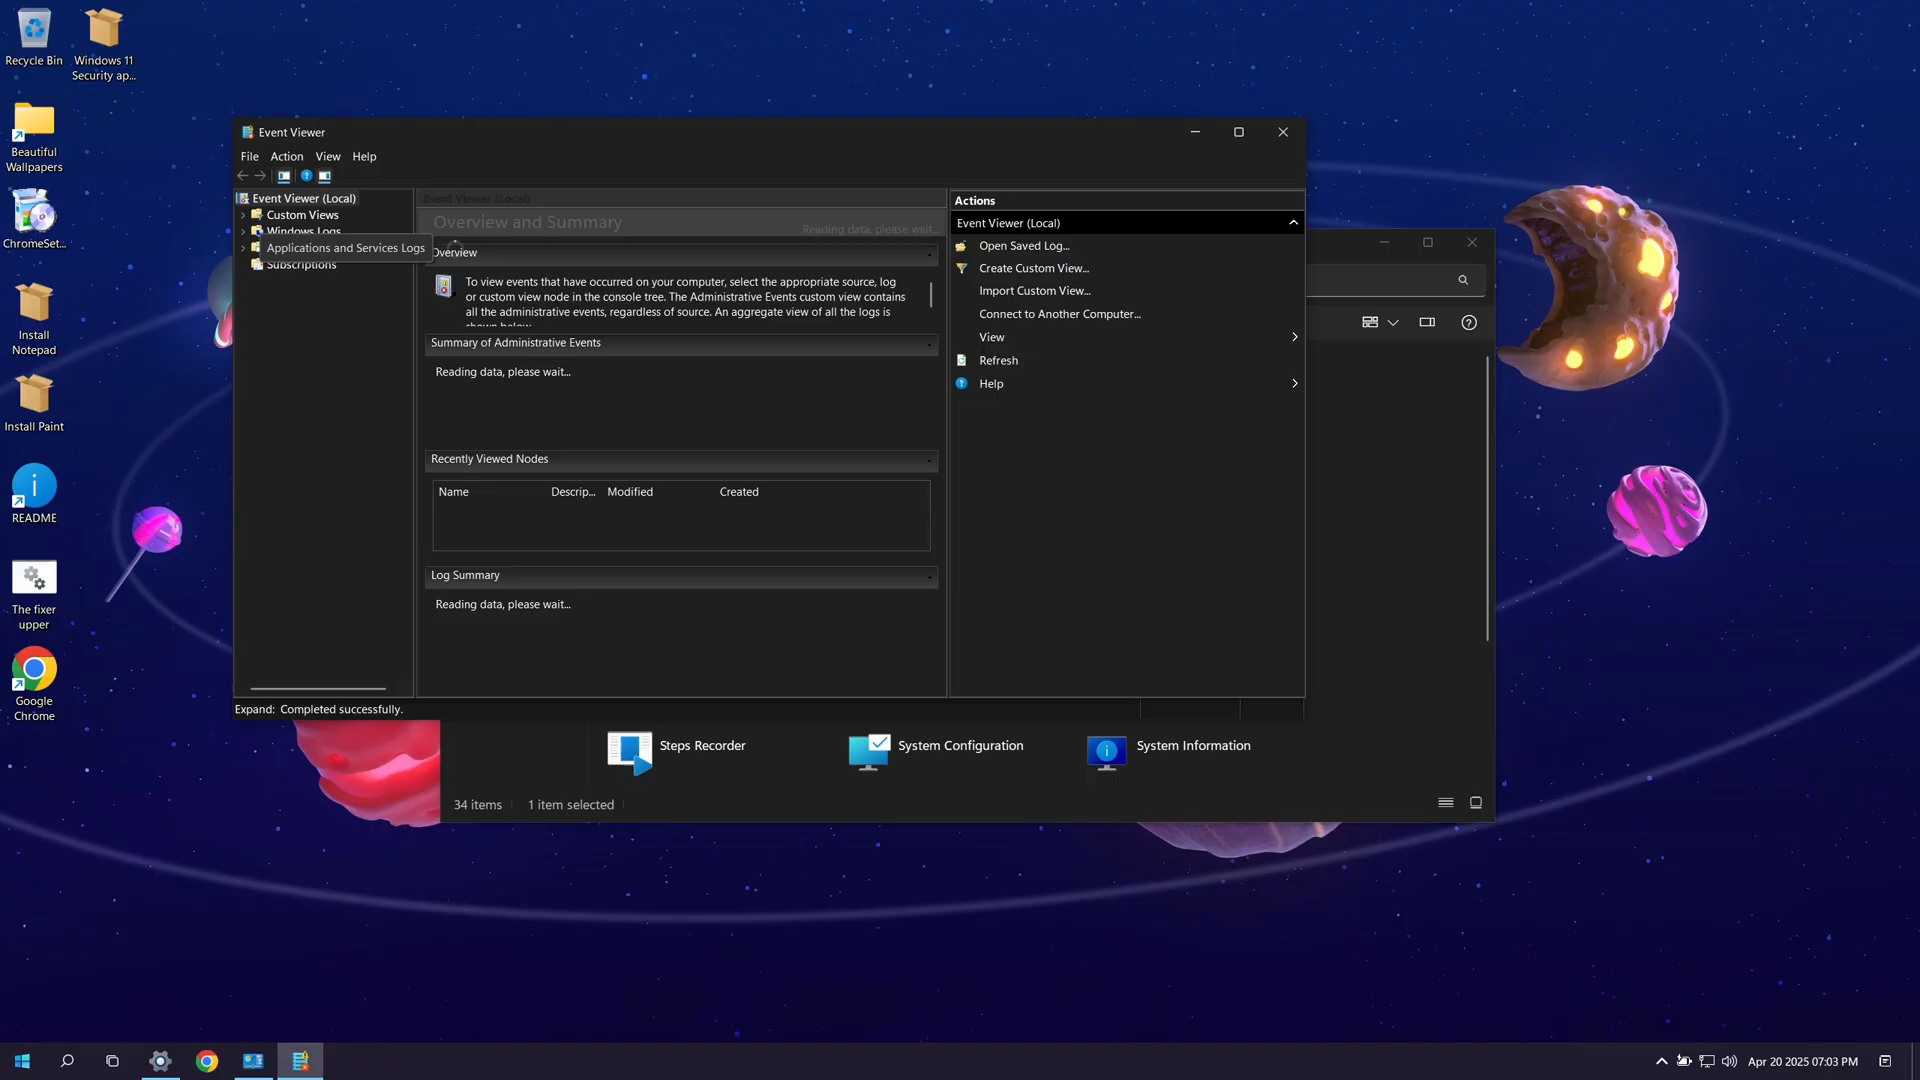 Recycle Bin
Windows 11
Security ap...
Beautiful
Wallpapers
ChromeSet...
Install
Notepad
Install Paint
README
The fixer
upper
Google
Chrome
Event Viewer
File Action View Help
Event Viewer (Local)
Custom Views
Windows Logs
Applications and Services Logs
Subscriptions
Event Viewer (Local)
Overview and Summary
Reading data, please wait...
Overview
To view events that have occurred on your computer, select the appropriate source, log
or custom view node in the console tree. The Administrative Events custom view contains
all the administrative events, regardless of source. An aggregate view of all the logs is
shown below
Summary of Administrative Events
Reading data, please wait...
Recently Viewed Nodes
Name Descrip... Modified Created
Log Summary
Reading data, please wait...
Actions
Event Viewer (Local)
Open Saved Log...
Create Custom View...
Import Custom View...
Connect to Another Computer...
View
Refresh
Help
Expand: Completed successfully.
Steps Recorder
System Configuration
System Information
34 items
1 item selected
Apr 20 2025 07:03 PM